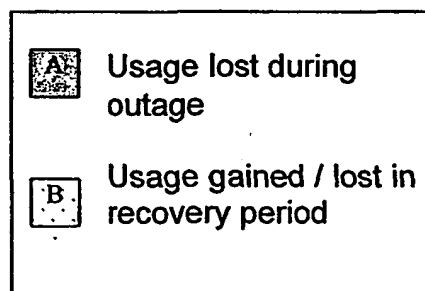 A Usage lost during
outage
B Usage gained / lost in
recovery period